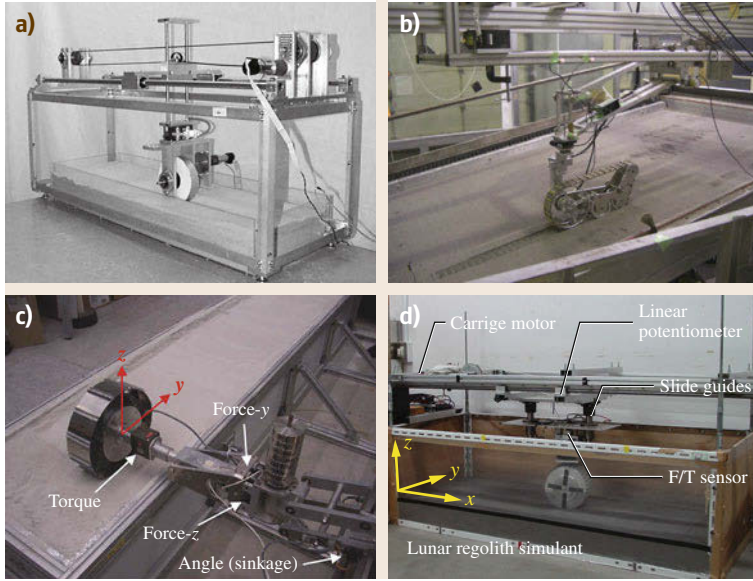 a)
b)
c)
z
y
Force-y
Torque
Force-z
Angle (sinkage)
d)
Carrige motor
Linear
potentiometer
Slide guides
z
y
x
F/T sensor
Lunar regolith simulant